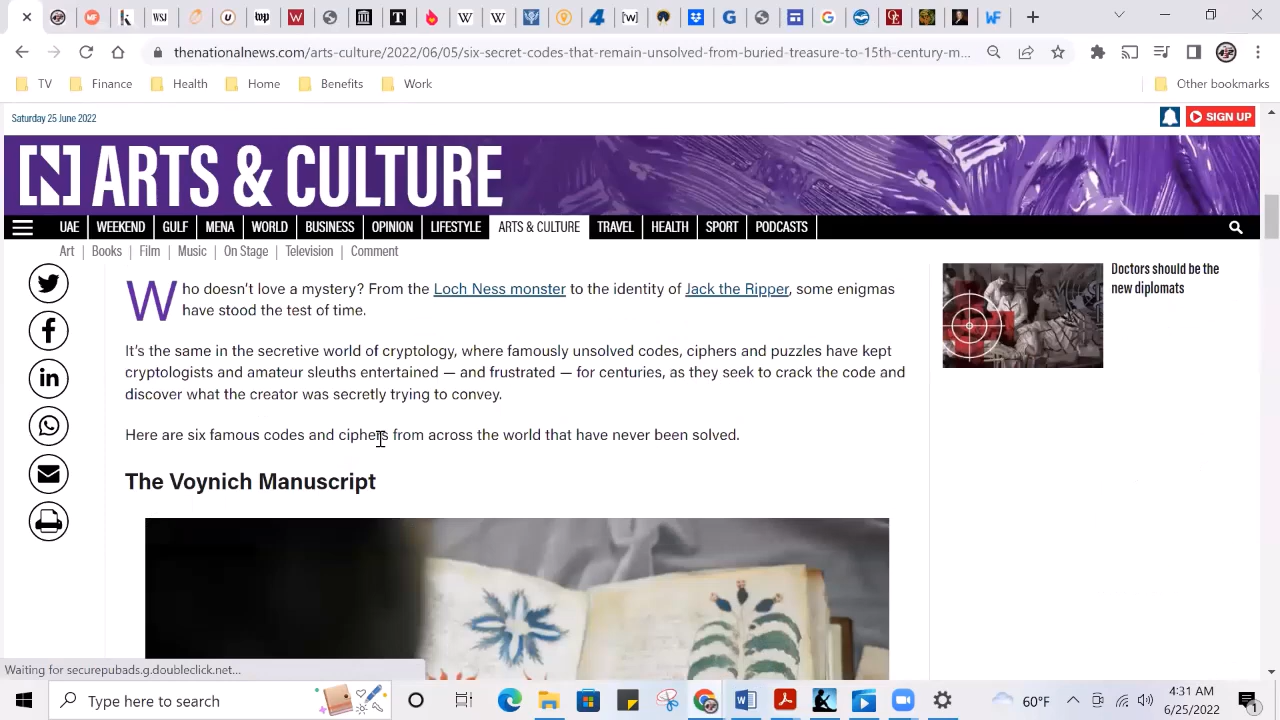 thenationalnews.com/arts-culture/2022/06/05/six-secret-codes-that-remain-unsolved-from-buried-treasure-to-15th-century-m...
TV Finance Health Home Benefits Work Other bookmarks
Saturday 25 June 2022
SIGN UP
N ARTS & CULTURE
UAE WEEKEND GULF MENA WORLD BUSINESS OPINION LIFESTYLE ARTS & CULTURE TRAVEL HEALTH SPORT PODCASTS
Art | Books | Film | Music | On Stage | Television | Comment
Who doesn't love a mystery? From the Loch Ness monster to the identity of Jack the Ripper, some enigmas
have stood the test of time.
It's the same in the secretive world of cryptology, where famously unsolved codes, ciphers and puzzles have kept
cryptologists and amateur sleuths entertained — and frustrated — for centuries, as they seek to crack the code and
discover what the creator was secretly trying to convey.
Here are six famous codes and ciphers from across the world that have never been solved.
The Voynich Manuscript
Doctors should be the
new diplomats
Waiting for securepubads.g.doubleclick.net...
Type here to search
60°F
4:31 AM
6/25/2022